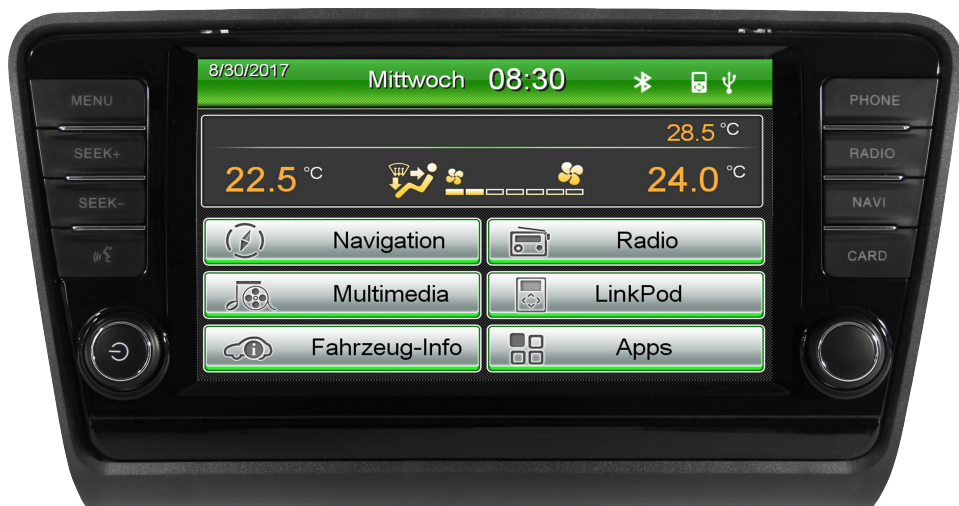 8/30/2017 Mittwoch 08:30
MENU
SEEK+
SEEK–
28.5 °C
22.5 °C
24.0 °C
Navigation
Radio
Multimedia
LinkPod
Fahrzeug-Info
Apps
PHONE
RADIO
NAVI
CARD